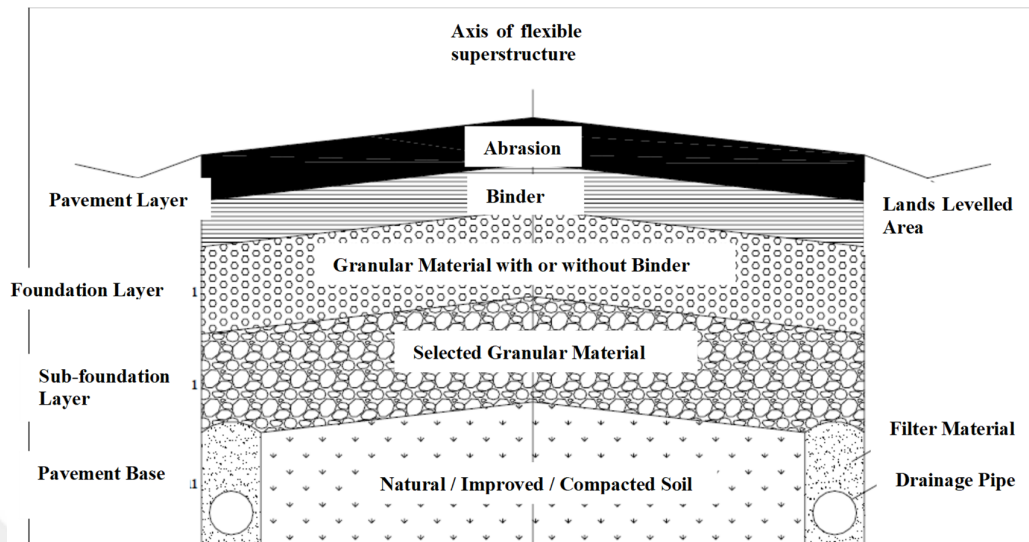 Axis of flexible
superstructure
Abrasion
Binder
Pavement Layer
Lands Levelled
Area
Granular Material with or without Binder
Foundation Layer
1
Selected Granular Material
Sub-foundation
Layer
1
Filter Material
Pavement Base
Drainage Pipe
Natural / Improved / Compacted Soil
11